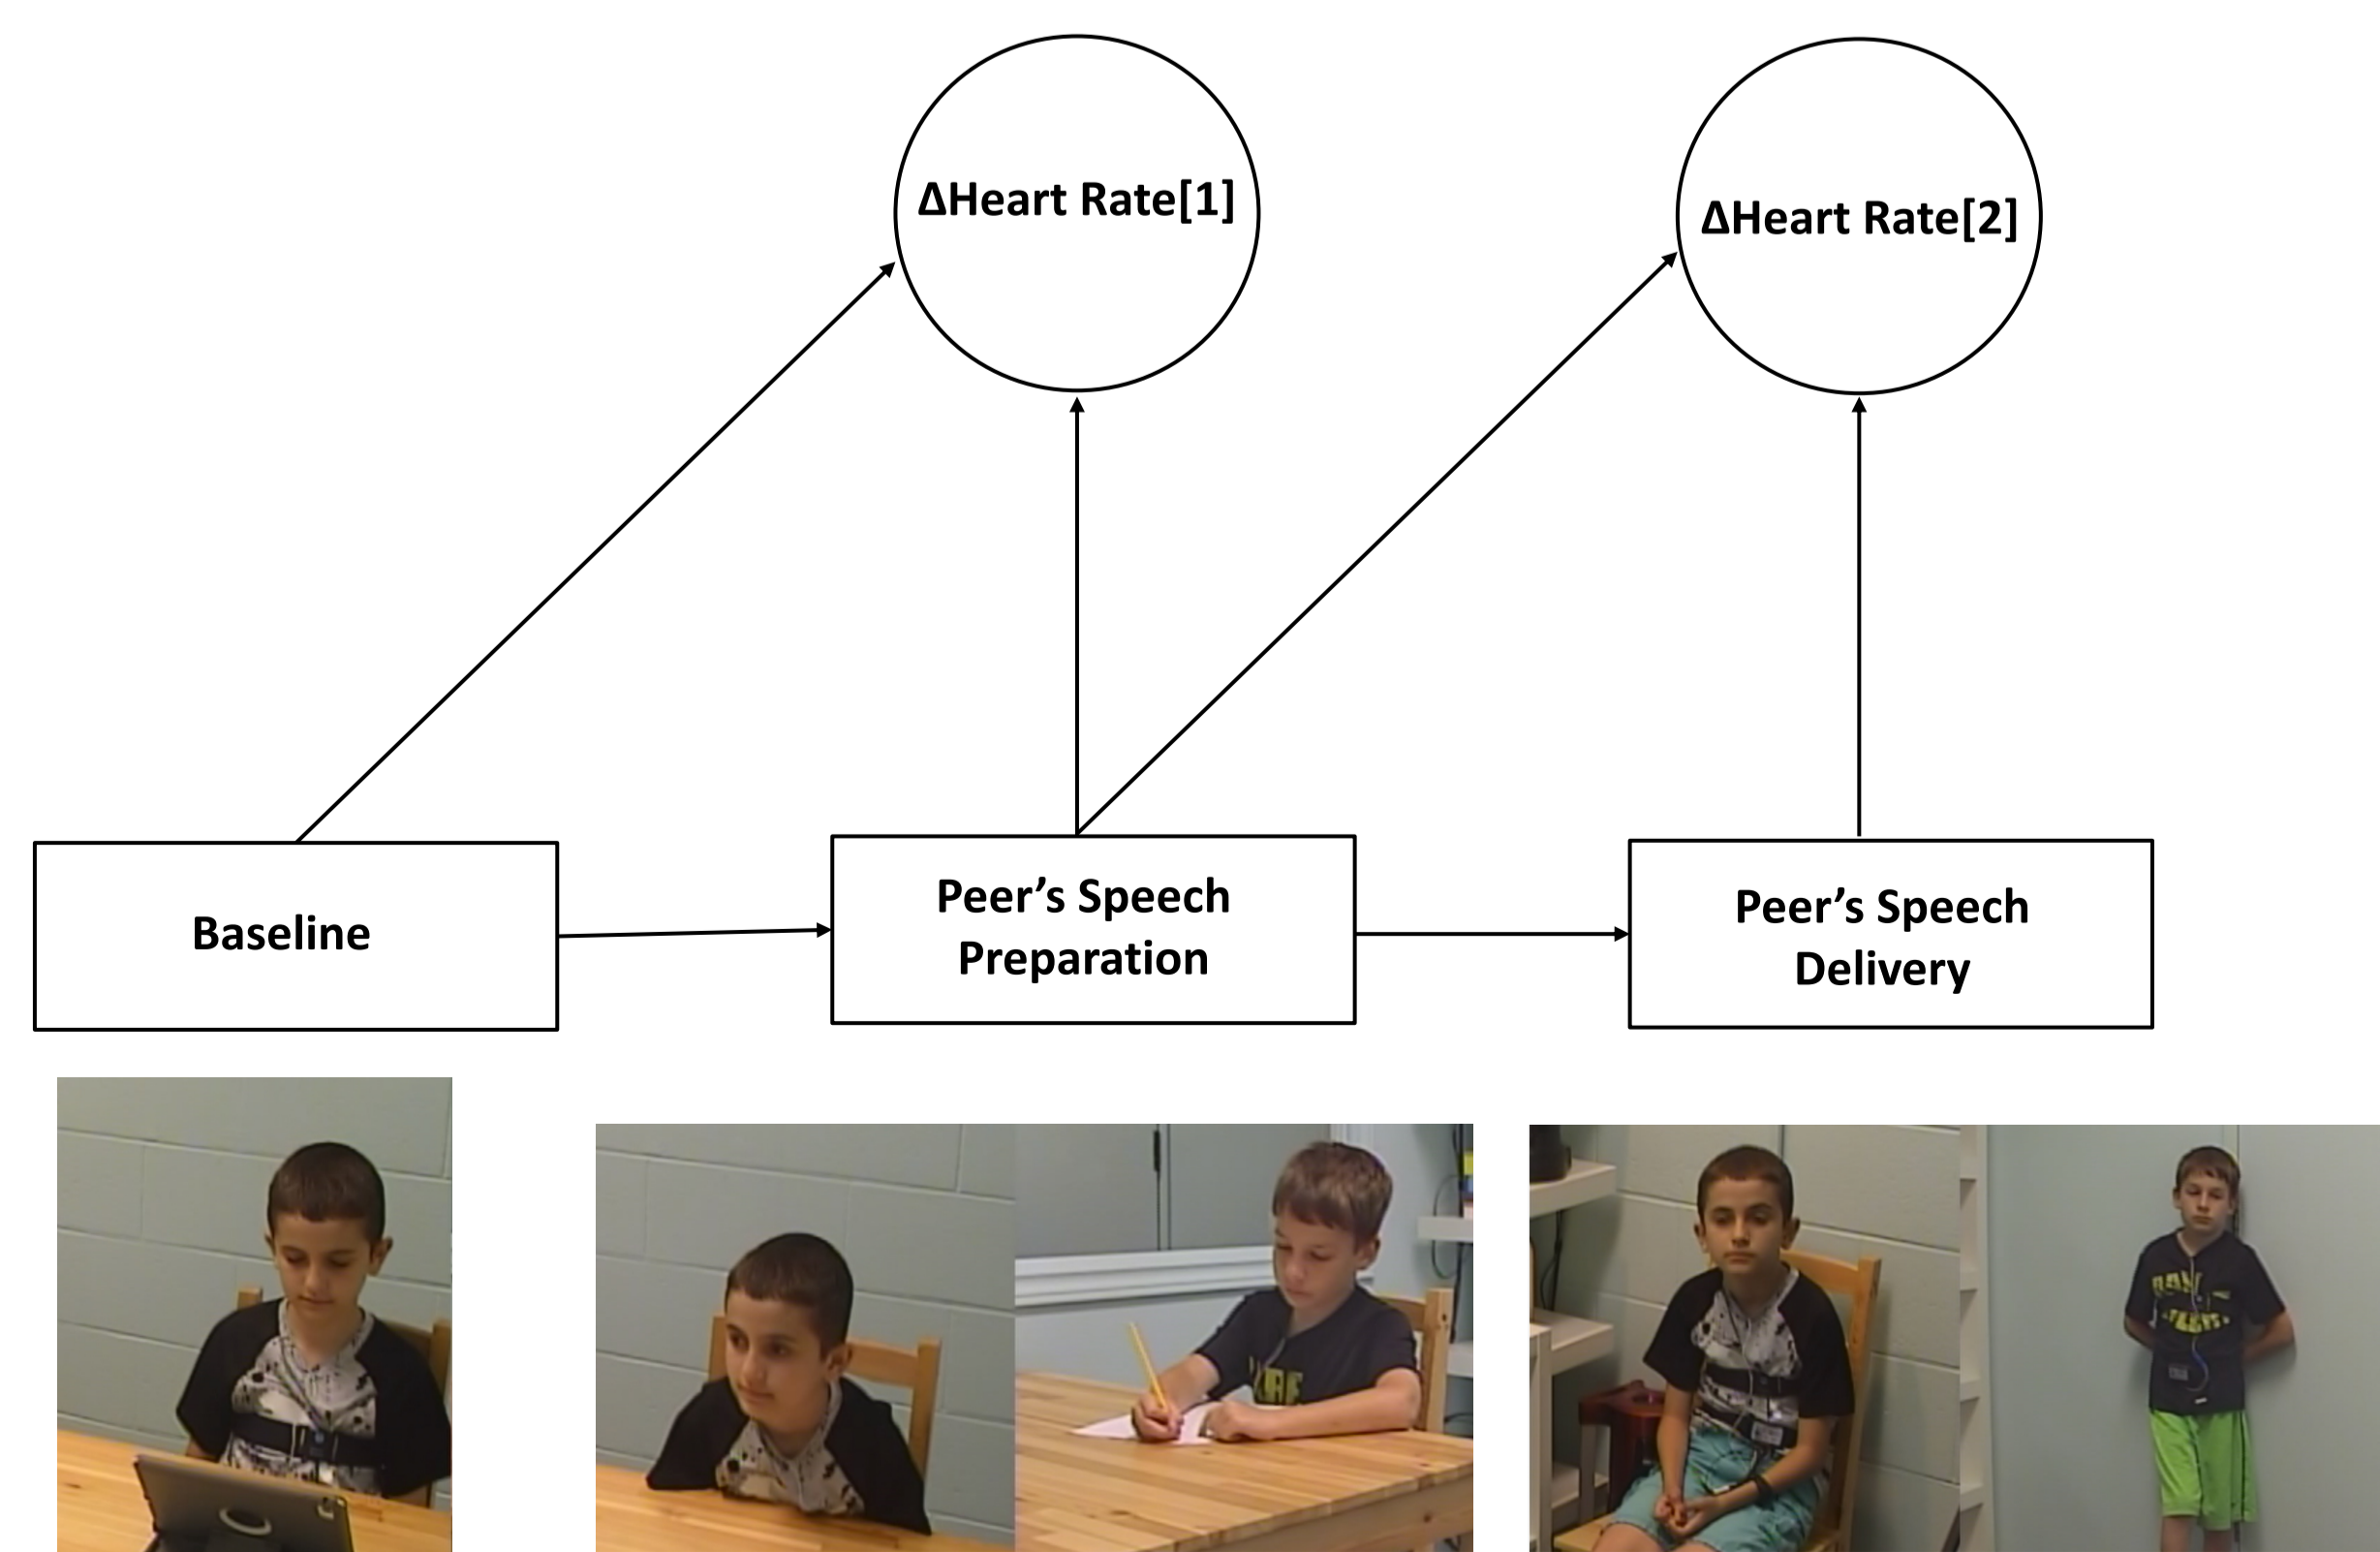 ΔHeart Rate[1]
ΔHeart Rate[2]
Baseline
Peer’s Speech
Preparation
Peer’s Speech
Delivery